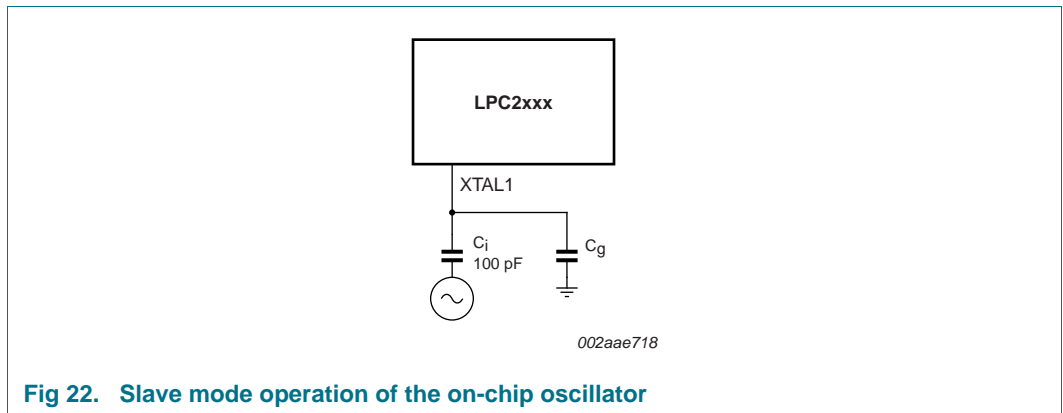 LPC2xxx
XTAL1
Ci
100 pF
Cg
002aae718
Fig 22. Slave mode operation of the on-chip oscillator